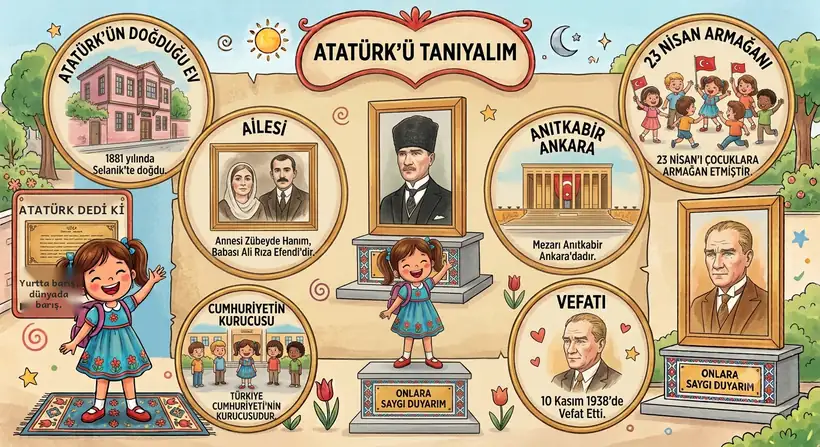 ATATÜRK'Ü TANIYALIM
ATATÜRK'ÜN DOĞDUĞU EV
1881 yılında
Selanik'te doğdu.
AİLESİ
Annesi Zübeyde Hanım,
Babası Ali Rıza Efendi'dir.
ANITKABİR
ANKARA
Mezarı Anıtkabir
Ankara'dadır.
23 NİSAN ARMAĞANI
23 NİSAN'I ÇOCUKLARA
ARMAĞAN ETMİŞTİR.
ATATÜRK DEDİ Kİ
Yurtta barış,
dünyada
barış.
CUMHURİYETİN
KURUCUSU
TÜRKİYE
CUMHURİYETİ'NİN
KURUCUSUDUR.
ONLARA
SAYGI DUYARIM
VEFATI
10 Kasım 1938'de
Vefat Etti.
ONLARA
SAYGI DUYARIM